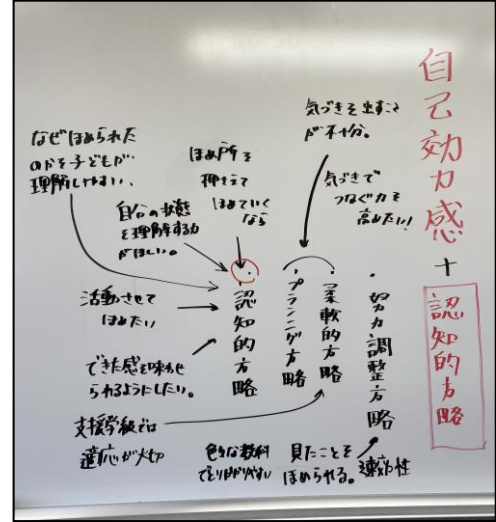 自己効力感+
認知的方略
気づきを出すこと
が不十分。
気づきで
つなぐ力を
高めたい!
ほめ所を
押さえて
ほめていく
なら
なぜほめられた
のかを子どもが
理解しやすい、
自分の状態
を理解する力
がほしい。
・努力調整方略
・柔軟的方略
・プランニング方略
・認知的方略
活動させて
ほめたい
できた感を味わせ
られるようにしたい。
支援学級では
適応が大切
色々な教科
でとりかかりやすい
見たことを
ほめられる。
速効性